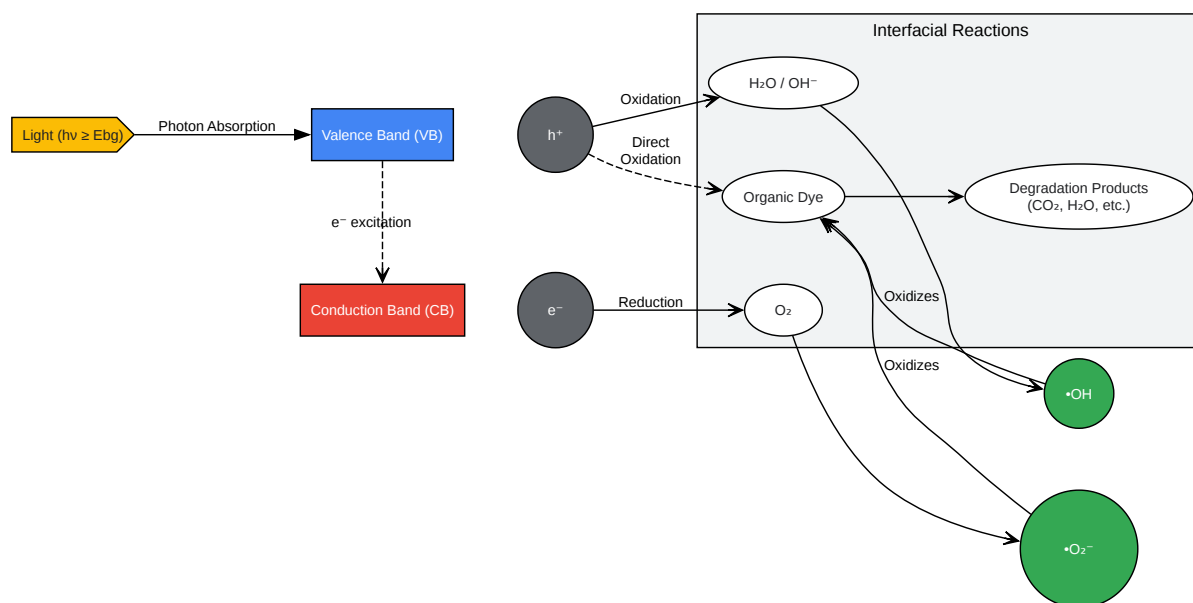 Interfacial Reactions
Light (hν ≥ Ebg)
Photon Absorption
Valence Band (VB)
e⁻ excitation
Conduction Band (CB)
h⁺
Oxidation
H₂O / OH⁻
Direct
Oxidation
Organic Dye
Degradation Products
(CO₂, H₂O, etc.)
e⁻
Reduction
O₂
Oxidizes
Oxidizes
•OH
•O₂⁻